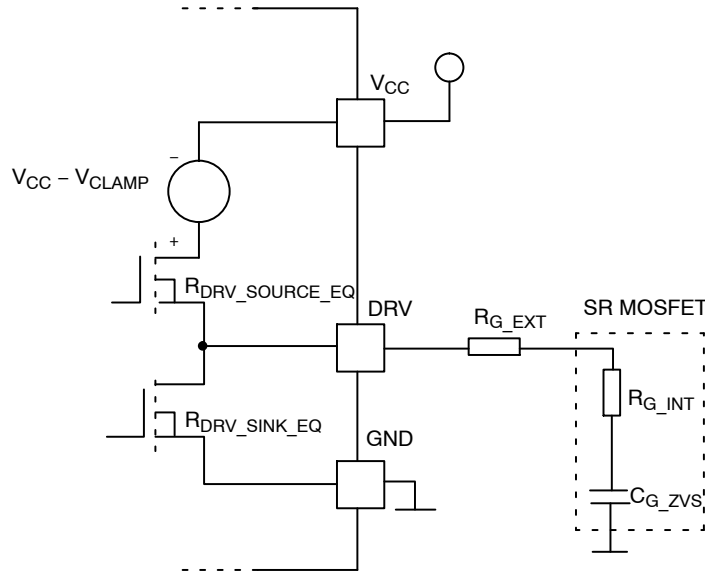 V_CC
−
V_CC − V_CLAMP
+
R_DRV_SOURCE_EQ
DRV
R_G_EXT
SR MOSFET
R_G_INT
R_DRV_SINK_EQ
GND
C_G_ZVS